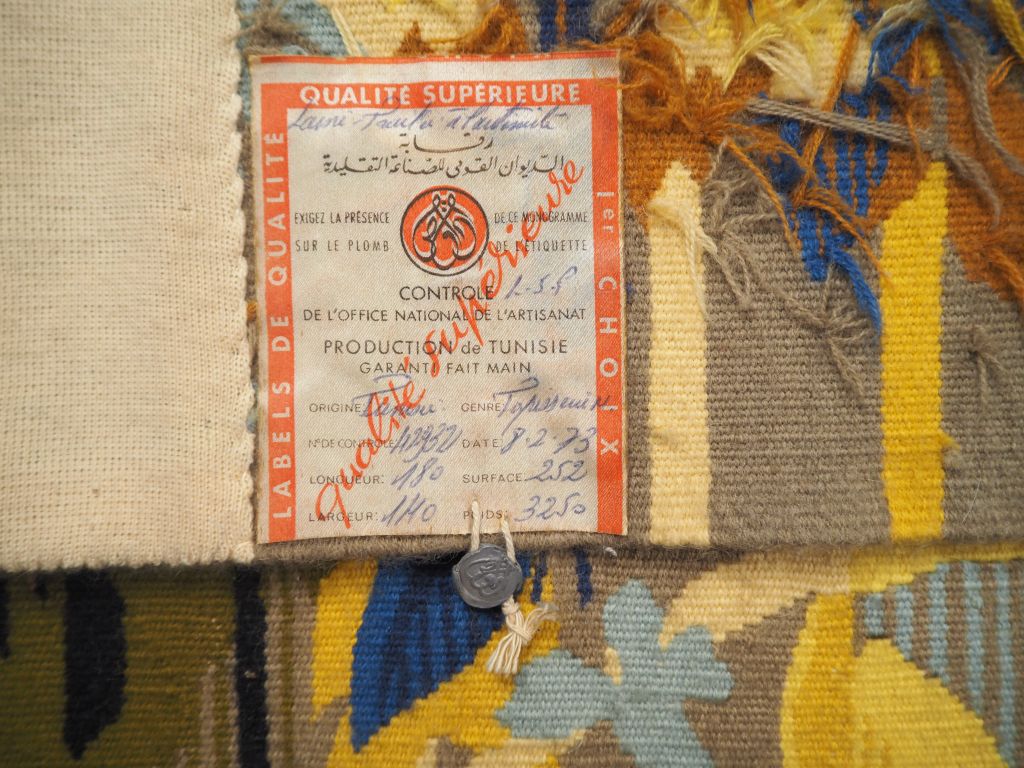 QUALITÉ SUPÉRIEURE
LABELS DE QUALITÉ
1er CHOIX
رقابة
الديوان القومي للصناعة التقليدية
EXIGEZ LA PRÉSENCE DE CE MONOGRAMME
SUR LE PLOMB DE L'ÉTIQUETTE
CONTROLE
DE L'OFFICE NATIONAL DE L'ARTISANAT
PRODUCTION de TUNISIE
GARANTI FAIT MAIN
Qualité supérieure
ORIGINE: GENRE:
N° DE CONTROLE: DATE: 8.2.73
LONGUEUR: 180 SURFACE: 252
LARGEUR: 140 POIDS: 3250